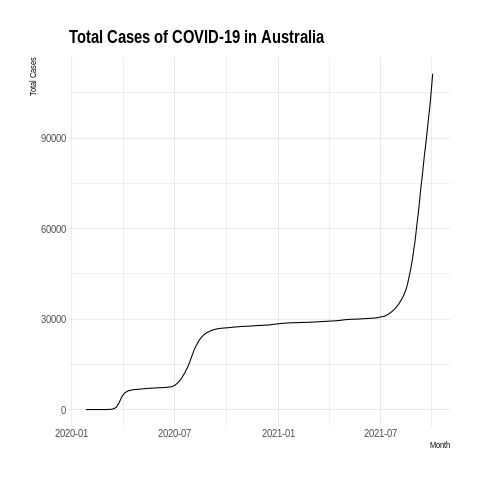 Total Cases of COVID-19 in Australia
Total Cases
90000
60000
30000
0
2020-01 2020-07 2021-01 2021-07
Month